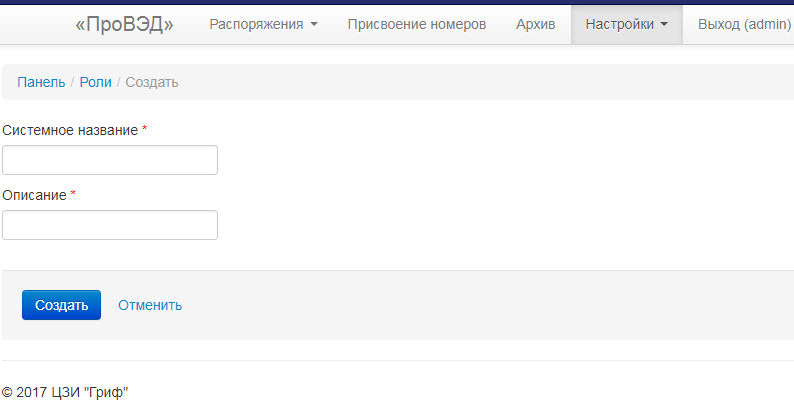 «ПроВЭД» Распоряжения Присвоение номеров Архив Настройки Выход (admin)
Панель / Роли / Создать
Системное название *
Описание *
Создать Отменить
© 2017 ЦЗИ "Гриф"